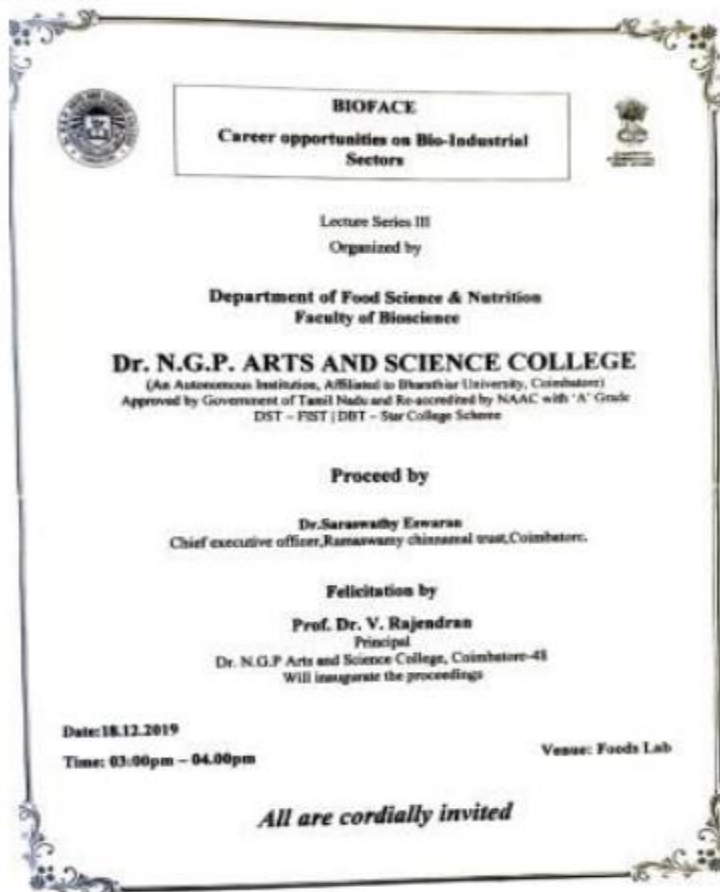 BIOFACE
Career opportunities on Bio-Industrial
Sectors
Lecture Series III
Organized by
Department of Food Science & Nutrition
Faculty of Bioscience
Dr. N.G.P. ARTS AND SCIENCE COLLEGE
(An Autonomous Institution, Affiliated to Bharathiar University, Coimbatore)
Approved by Government of Tamil Nadu and Re-accredited by NAAC with 'A' Grade
DST – FIST | DBT – Star College Scheme
Proceed by
Dr.Saraswathy Eswaran
Chief executive officer,Ramaswamy chinnamal trust,Coimbatore.
Felicitation by
Prof. Dr. V. Rajendran
Principal
Dr. N.G.P Arts and Science College, Coimbatore-48
Will inaugurate the proceedings
Date:18.12.2019
Time: 03:00pm – 04.00pm
Venue: Foods Lab
All are cordially invited